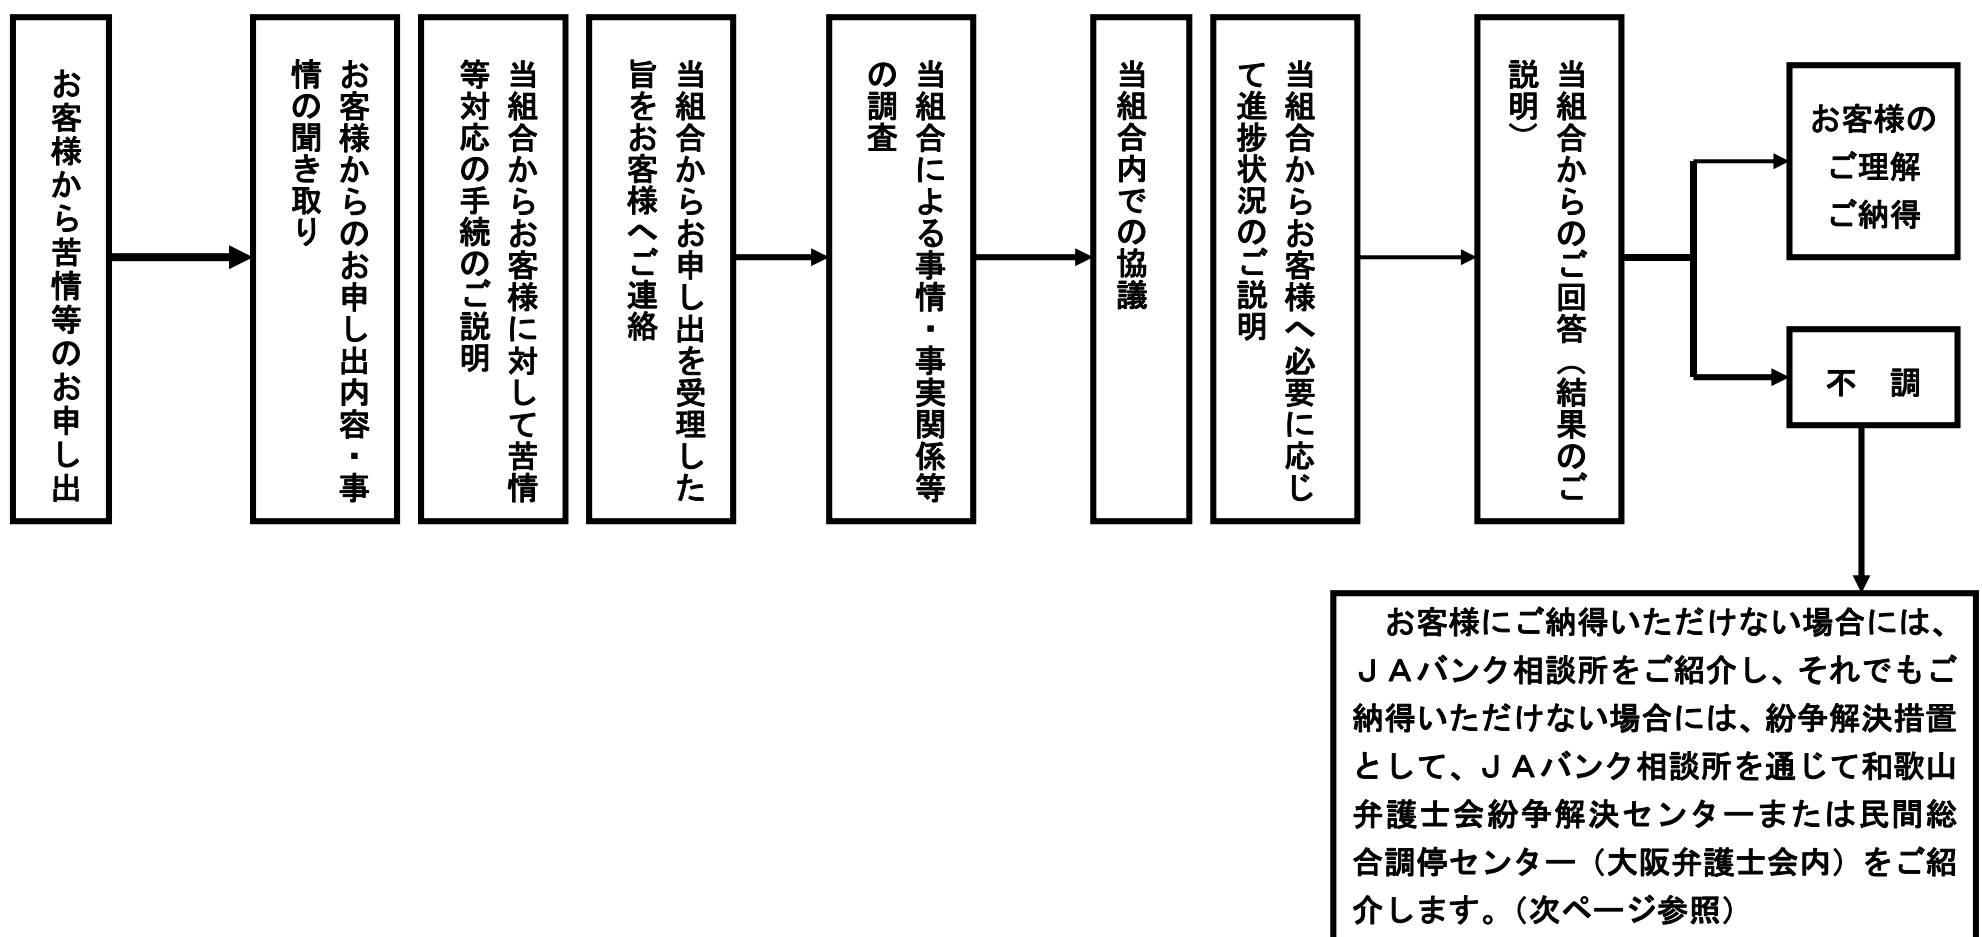 お客様から苦情等のお申し出
お客様からのお申し出内容・事
情の聞き取り
当組合からお客様に対して苦情
等対応の手続のご説明
当組合からお申し出を受理した
旨をお客様へご連絡
当組合による事情・事実関係等
の調査
当組合内での協議
当組合からお客様へ必要に応じ
て進捗状況のご説明
当組合からのご回答（結果のご
説明）
お客様の
ご理解
ご納得
不　調
お客様にご納得いただけない場合には、
ＪＡバンク相談所をご紹介し、それでもご
納得いただけない場合には、紛争解決措置
として、ＪＡバンク相談所を通じて和歌山
弁護士会紛争解決センターまたは民間総
合調停センター（大阪弁護士会内）をご紹
介します。（次ページ参照）